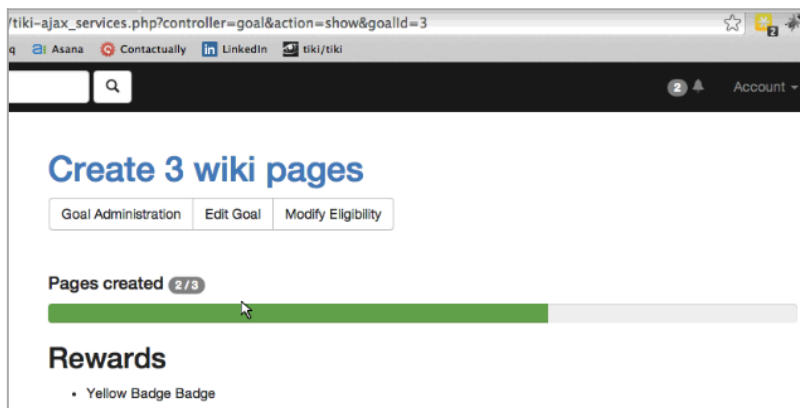 /tiki-ajax_services.php?controller=goal&action=show&goalId=3
2
q Asana Contactually LinkedIn tiki/tiki
2 Account
Create 3 wiki pages
Goal Administration Edit Goal Modify Eligibility
Pages created 2/3
Rewards
• Yellow Badge Badge